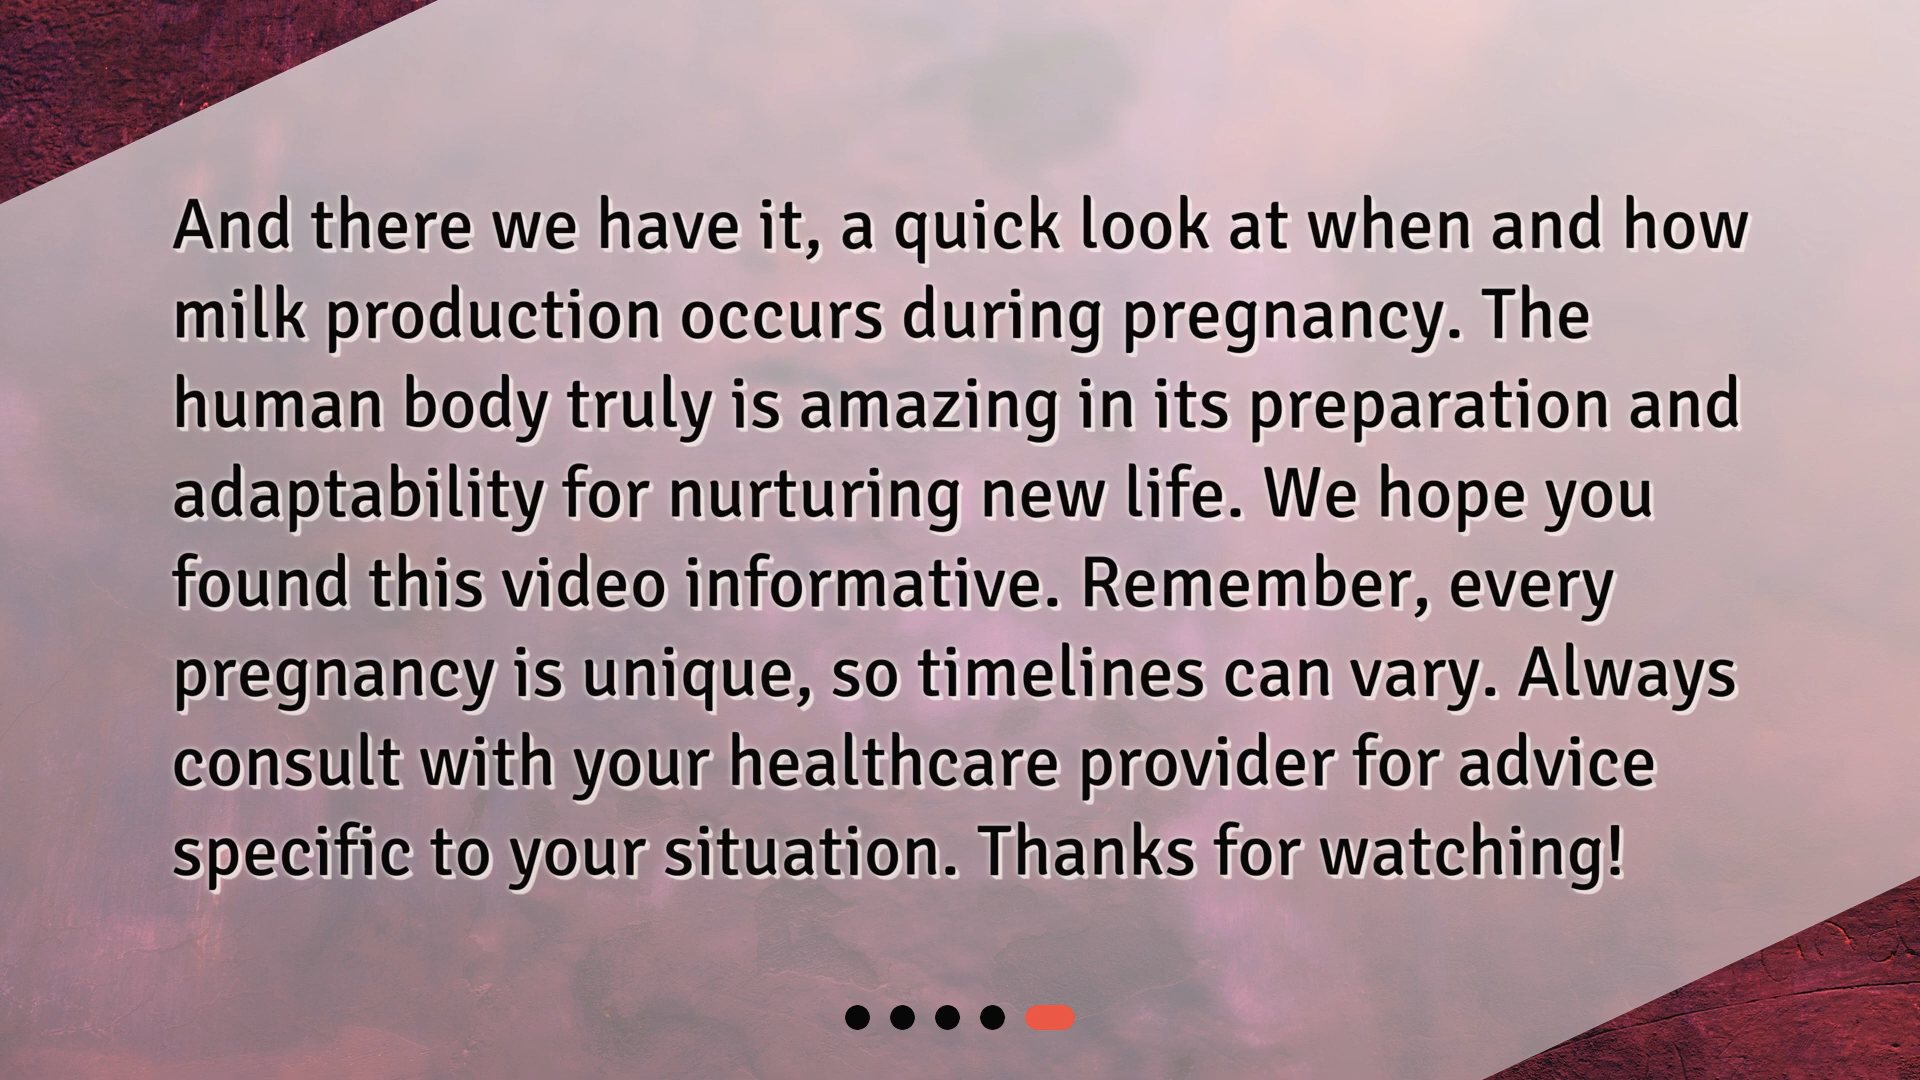 And there we have it, a quick look at when and how
milk production occurs during pregnancy. The
human body truly is amazing in its preparation and
adaptability for nurturing new life. We hope you
found this video informative. Remember, every
pregnancy is unique, so timelines can vary. Always
consult with your healthcare provider for advice
specific to your situation. Thanks for watching!